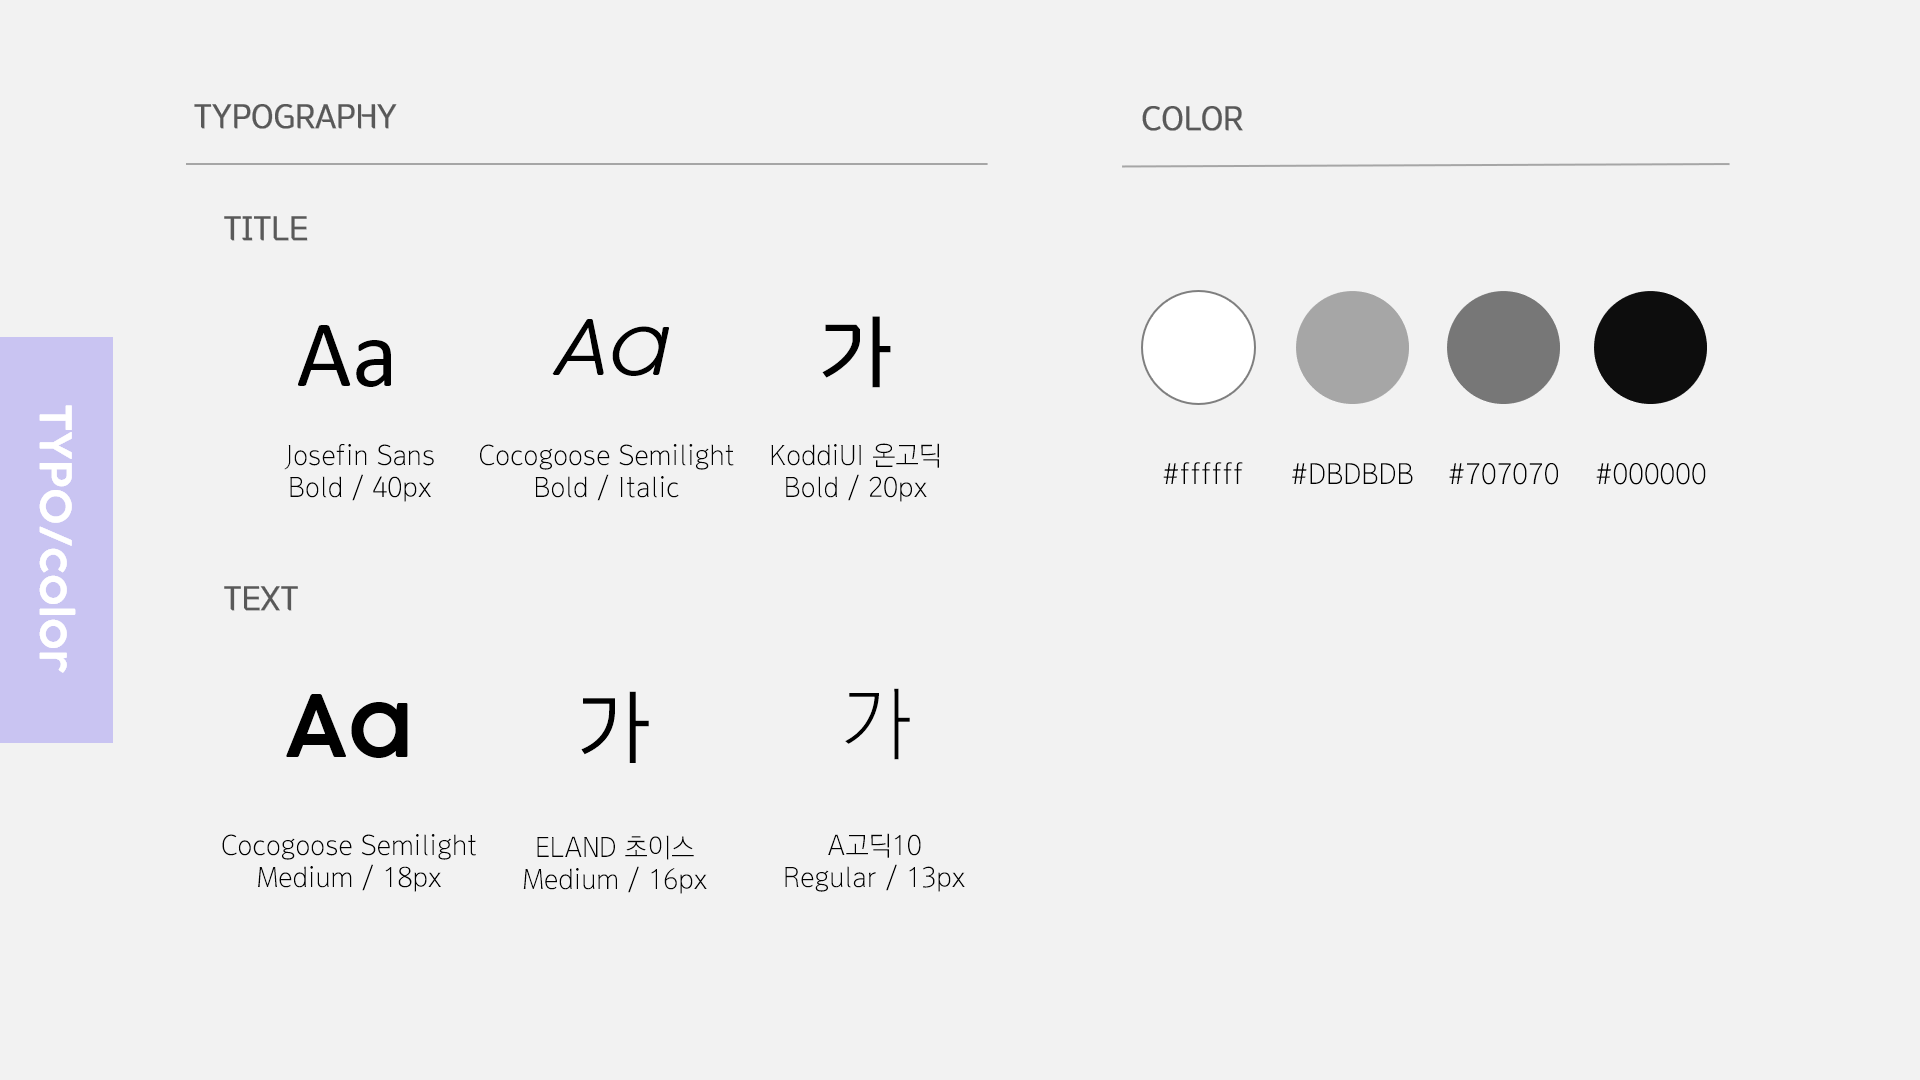 TYPO/color
TYPOGRAPHY
TITLE
Aa
Aa
가
Josefin Sans
Bold / 40px
Cocogoose Semilight
Bold / Italic
KoddiUI 온고딕
Bold / 20px
TEXT
Aa
가
가
Cocogoose Semilight
Medium / 18px
ELAND 초이스
Medium / 16px
A고딕10
Regular / 13px
COLOR
#ffffff
#DBDBDB
#707070
#000000